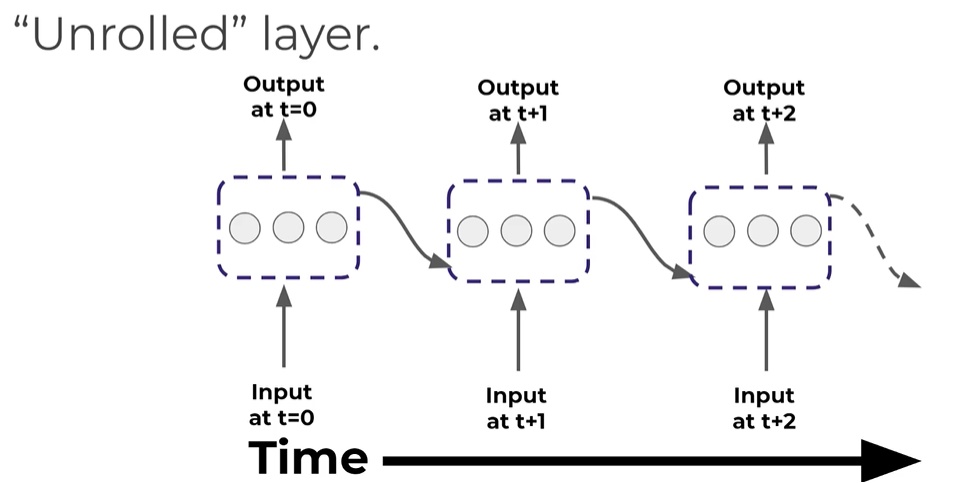 “Unrolled” layer.
Output
at t=0
Output
at t+1
Output
at t+2
Input
at t=0
Input
at t+1
Input
at t+2
Time